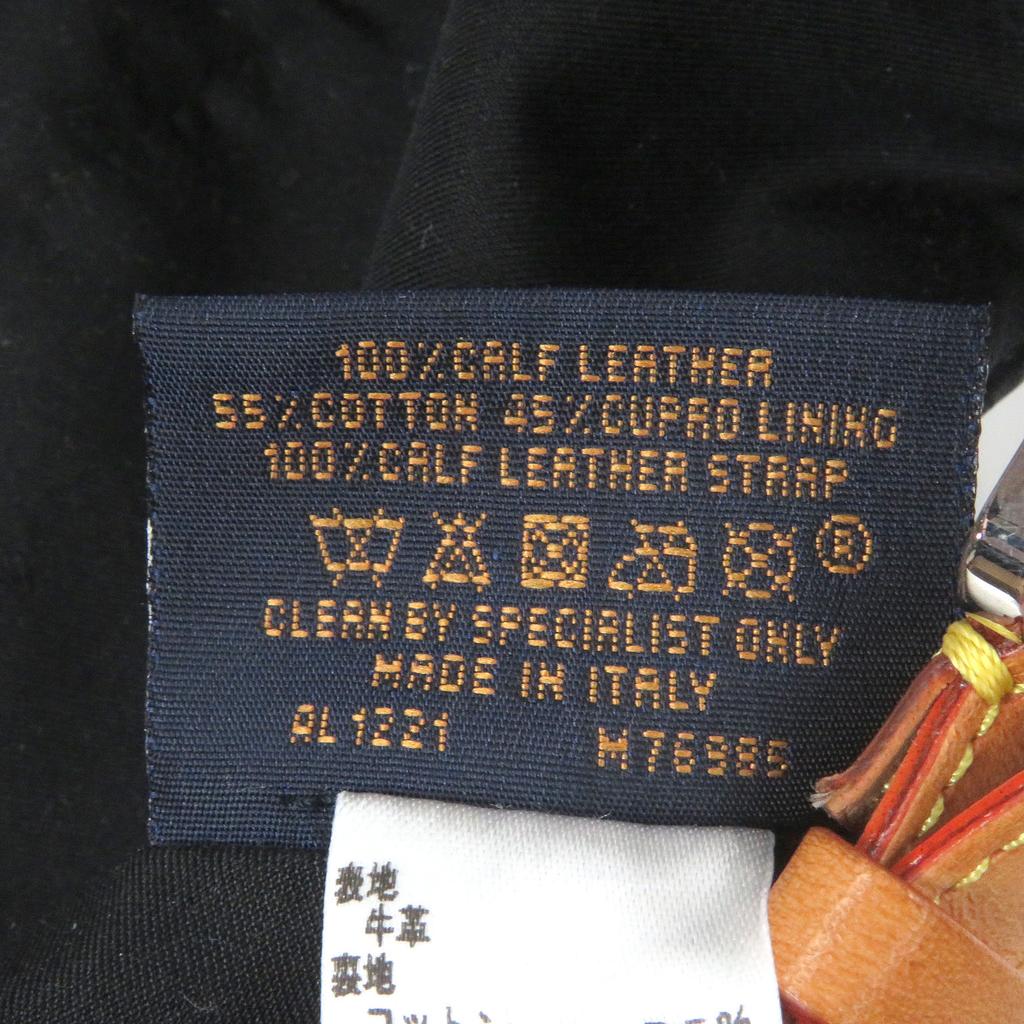 100%CALF LEATHER
55%COTTON 45%CUPRO LINING
100%CALF LEATHER STRAP
®
CLEAN BY SPECIALIST ONLY
MADE IN ITALY
AL1221 M76985
表地
牛革
裏地